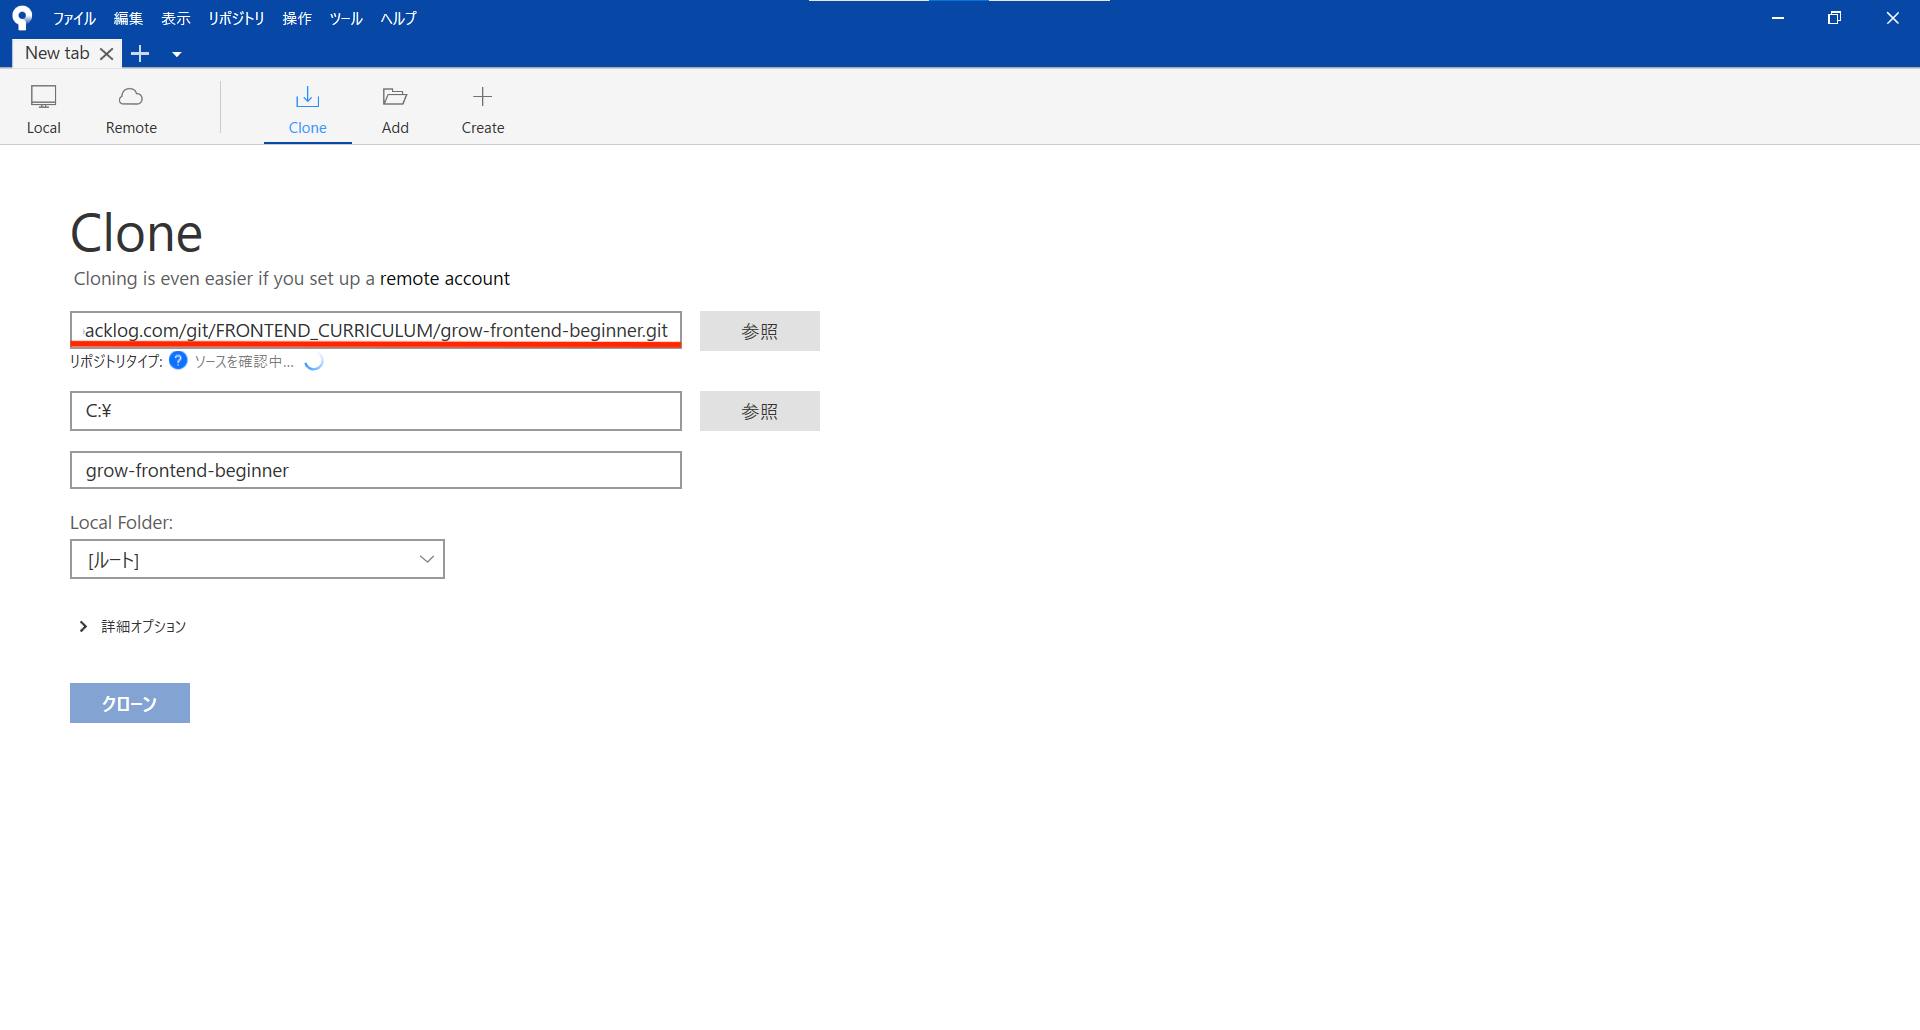 ファイル 編集 表示 リポジトリ 操作 ツール ヘルプ
New tab
Local Remote Clone Add Create
Clone
Cloning is even easier if you set up a remote account
acklog.com/git/FRONTEND_CURRICULUM/grow-frontend-beginner.git 参照
リポジトリタイプ: ? ソースを確認中...
C:¥ 参照
grow-frontend-beginner
Local Folder:
[ルート]
詳細オプション
クローン